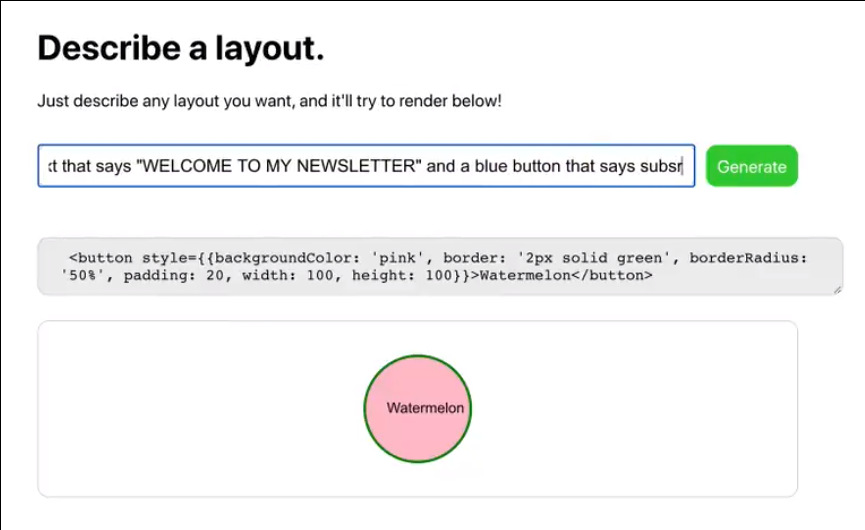 Describe a layout.
Just describe any layout you want, and it'll try to render below!
that says "WELCOME TO MY NEWSLETTER" and a blue button that says subsr
Generate
<button style={{backgroundColor: 'pink', border: '2px solid green', borderRadius:
'50%', padding: 20, width: 100, height: 100}}>Watermelon</button>
Watermelon